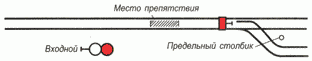 Место препятствия
Входной
Предельный столбик